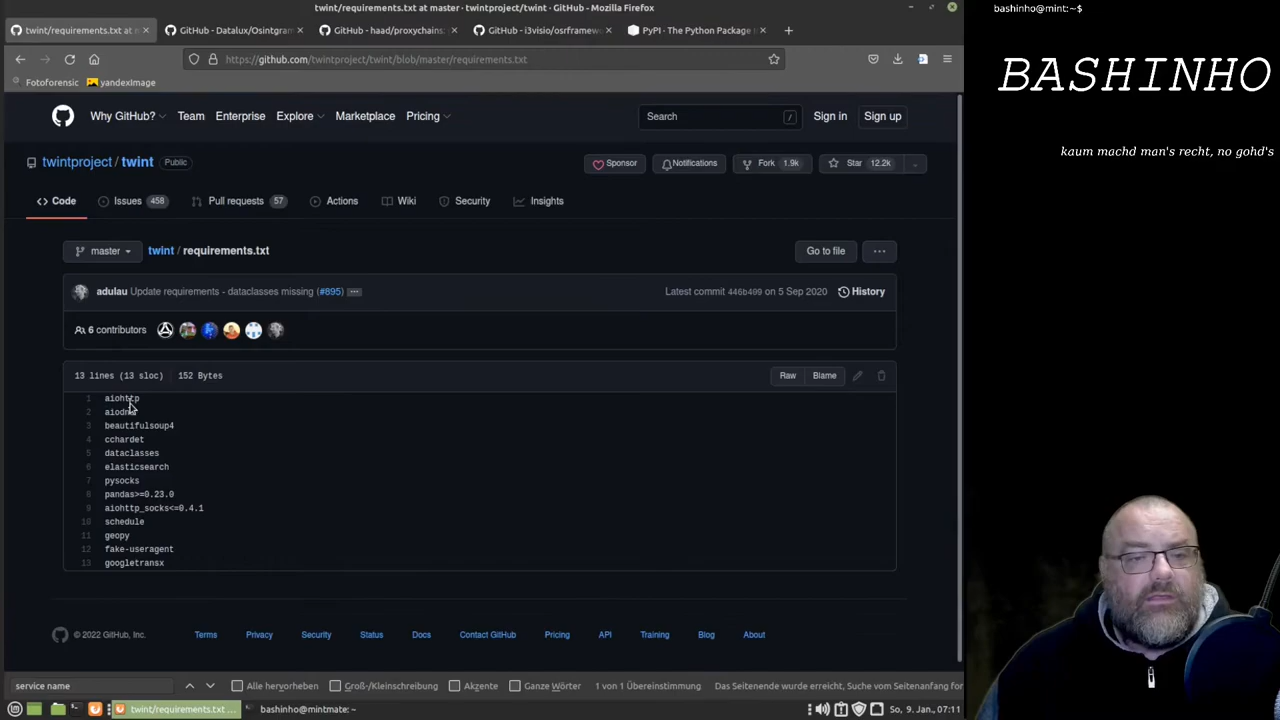 twint/requirements.txt at master · twintproject/twint · GitHub - Mozilla Firefox
bashinho@mint:~$
twint/requirements.txt at m
GitHub - Datalux/Osintgram
GitHub - haad/proxychains:
GitHub - i3visio/osrframew
PyPI · The Python Package I
https://github.com/twintproject/twint/blob/master/requirements.txt
Fotoforensic
yandexImage
BASHINHO
kaum machd man's recht, no gohd's
Why GitHub?
Team
Enterprise
Explore
Marketplace
Pricing
Search
/
Sign in
Sign up
twintproject / twint
Public
Sponsor
Notifications
Fork 1.9k
Star 12.2k
Code
Issues 458
Pull requests 57
Actions
Wiki
Security
Insights
master
twint / requirements.txt
Go to file
adulau Update requirements - dataclasses missing (#895)
Latest commit 446b409 on 5 Sep 2020
History
6 contributors
13 lines (13 sloc) 152 Bytes
Raw
Blame
1 aiohttp
2 aiodns
3 beautifulsoup4
4 cchardet
5 dataclasses
6 elasticsearch
7 pysocks
8 pandas>=0.23.0
9 aiohttp_socks<=0.4.1
10 schedule
11 geopy
12 fake-useragent
13 googletransx
© 2022 GitHub, Inc.
Terms
Privacy
Security
Status
Docs
Contact GitHub
Pricing
API
Training
Blog
About
service name
Alle hervorheben
Groß-/Kleinschreibung
Akzente
Ganze Wörter
1 von 1 Übereinstimmung
Das Seitenende wurde erreicht, Suche vom Seitenanfang for
twint/requirements.txt ...
bashinho@mintmate: ~
So, 9. Jan., 07:11